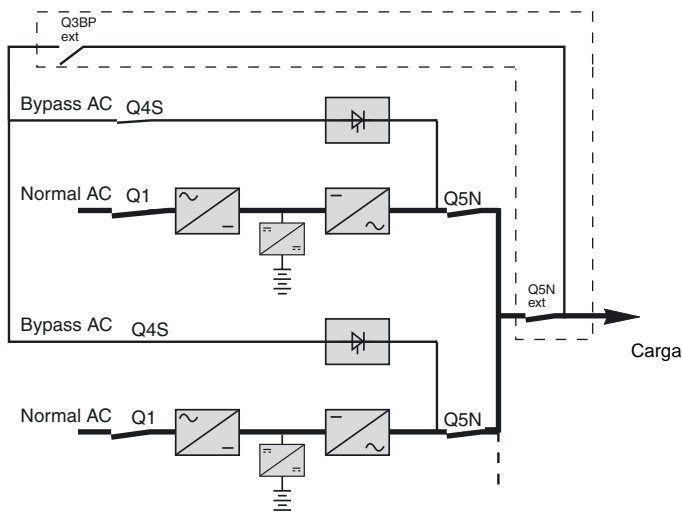 Q3BP
ext
Bypass AC Q4S
Normal AC Q1
Q5N
Q5N
ext
Bypass AC Q4S
Carga
Normal AC Q1
Q5N